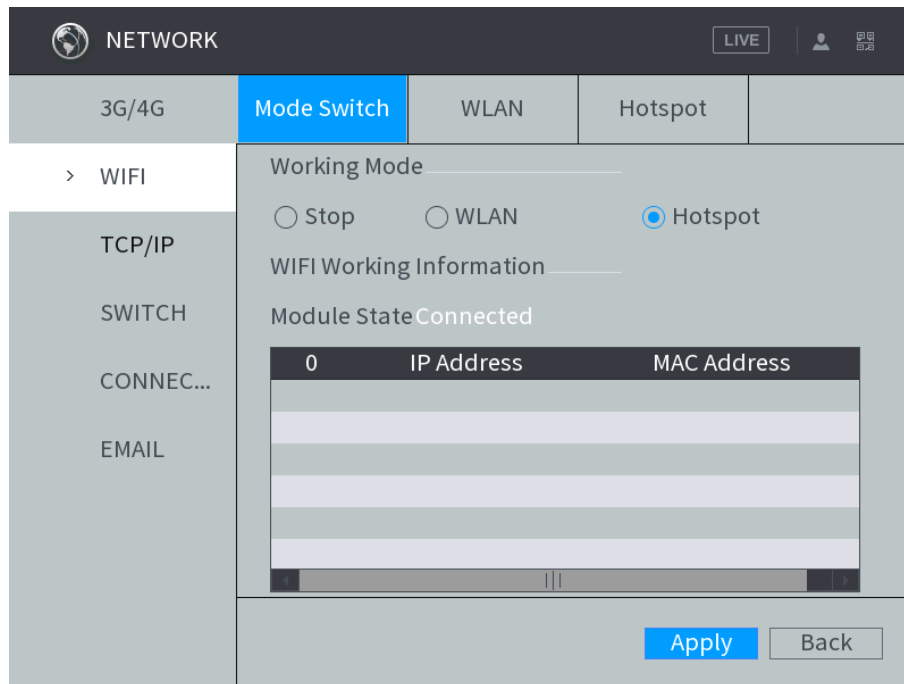 NETWORK
LIVE
3G/4G
Mode Switch
WLAN
Hotspot
WIFI
TCP/IP
SWITCH
CONNEC...
EMAIL
Working Mode
Stop
WLAN
Hotspot
WIFI Working Information
Module State Connected
0 IP Address MAC Address
Apply
Back